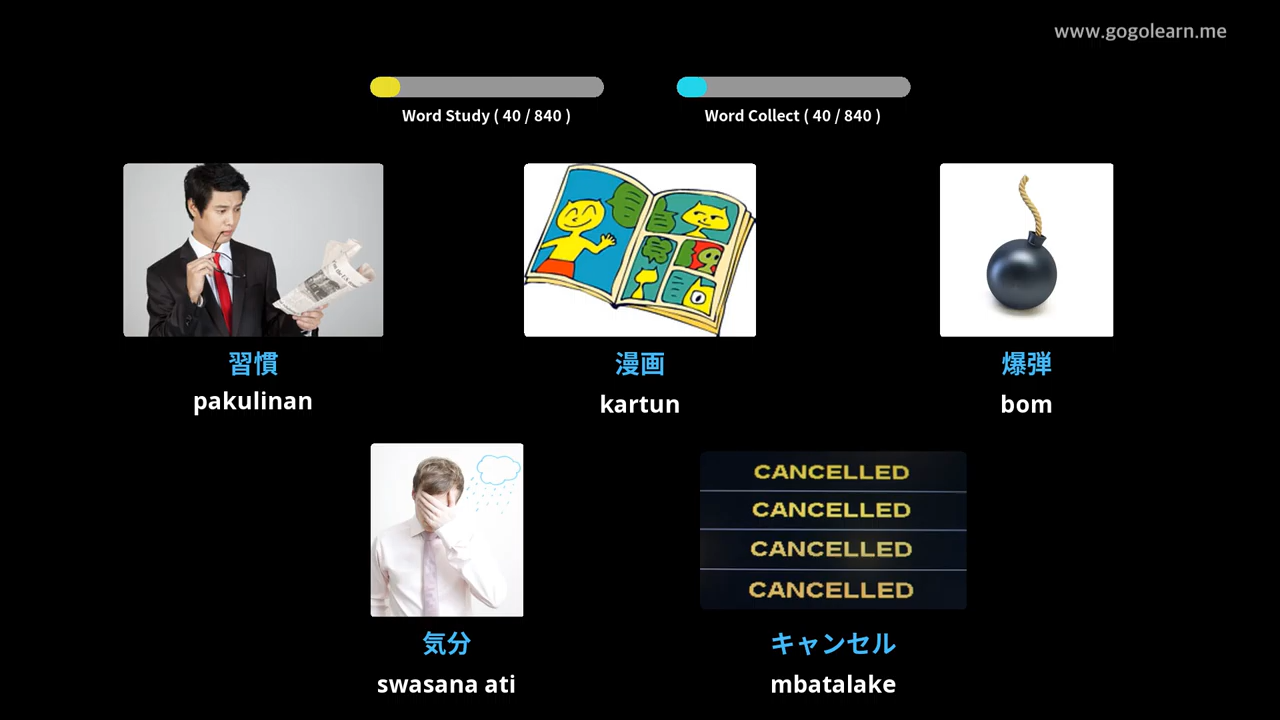 www.gogolearn.me
Word Study ( 40 / 840 )
Word Collect ( 40 / 840 )
習慣
pakulinan
漫画
kartun
爆弾
bom
CANCELLED
CANCELLED
CANCELLED
CANCELLED
気分
swasana ati
キャンセル
mbatalake